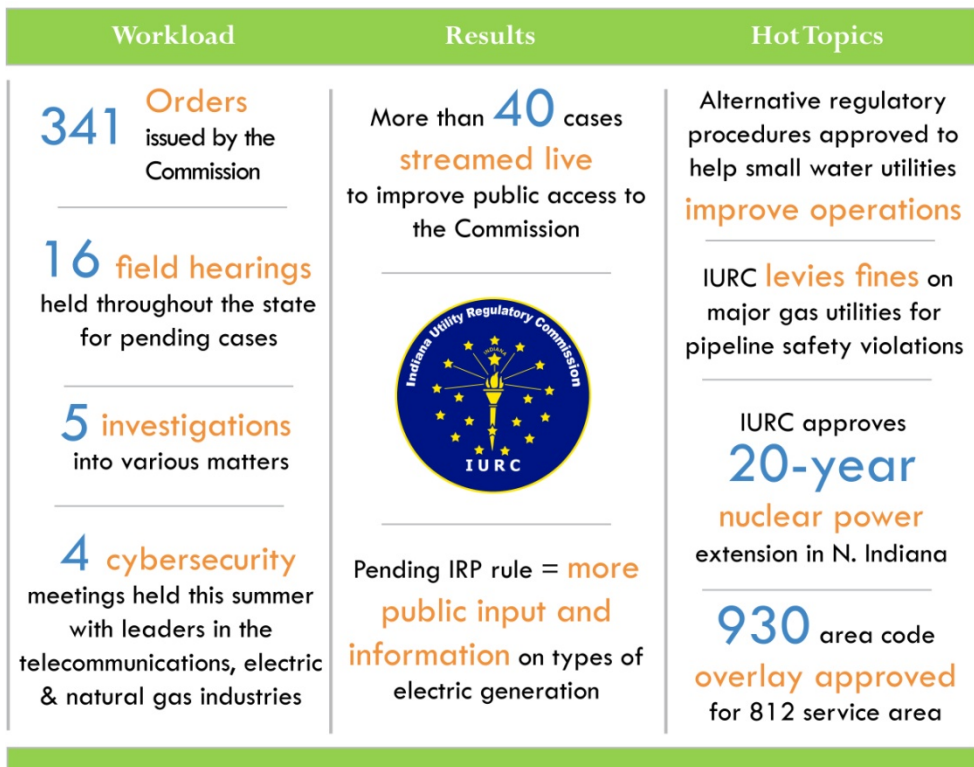 Workload
341 Orders
issued by the
Commission
16 field hearings
held throughout the state
for pending cases
5 investigations
into various matters
4 cybersecurity
meetings held this summer
with leaders in the
telecommunications, electric
& natural gas industries
Results
More than 40 cases
streamed live
to improve public access to
the Commission
Indiana Utility Regulatory Commission
INDIANA
IURC
Pending IRP rule = more
public input and
information on types of
electric generation
Hot Topics
Alternative regulatory
procedures approved to
help small water utilities
improve operations
IURC levies fines on
major gas utilities for
pipeline safety violations
IURC approves
20-year
nuclear power
extension in N. Indiana
930 area code
overlay approved
for 812 service area